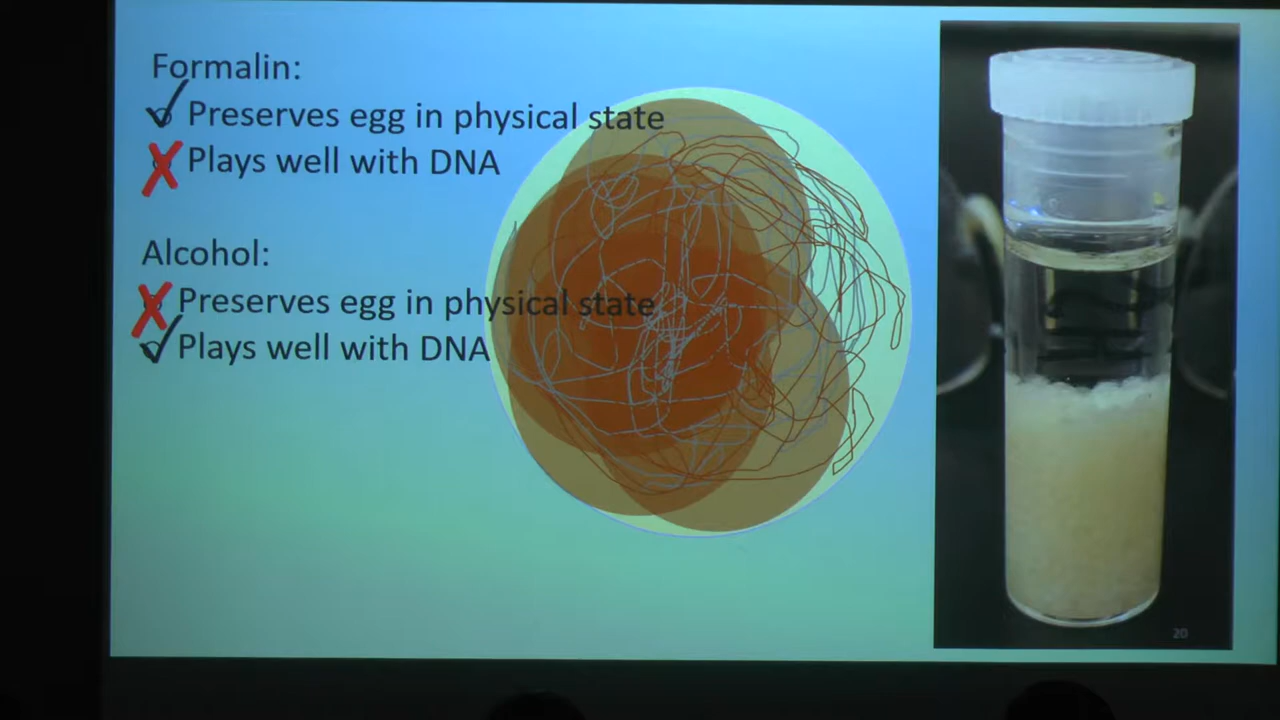 Formalin:
Preserves egg in physical state
Plays well with DNA
Alcohol:
Preserves egg in physical state
Plays well with DNA
20